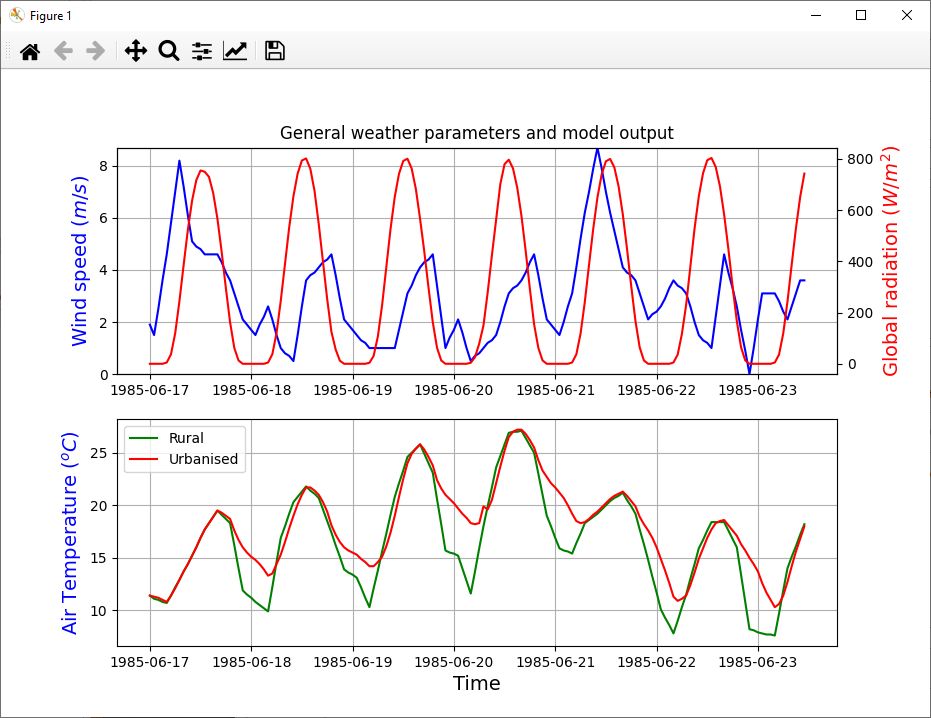 Figure 1
General weather parameters and model output
Wind speed (m/s)
8
6
4
2
0
Global radiation (W/m²)
800
600
400
200
0
1985-06-17 1985-06-18 1985-06-19 1985-06-20 1985-06-21 1985-06-22 1985-06-23
Air Temperature (°C)
25
20
15
10
Rural
Urbanised
1985-06-17 1985-06-18 1985-06-19 1985-06-20 1985-06-21 1985-06-22 1985-06-23
Time